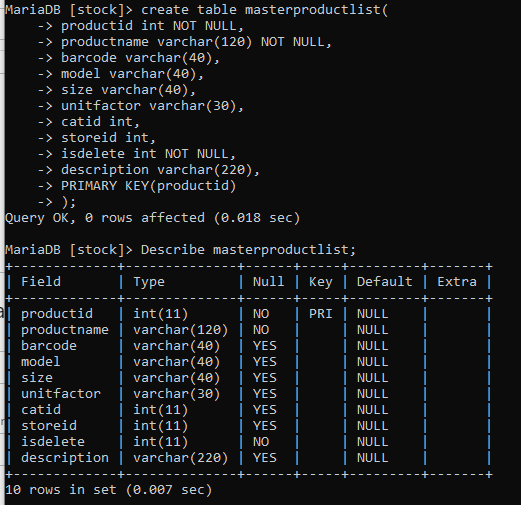 MariaDB [stock]> create table masterproductlist(
    -> productid int NOT NULL,
    -> productname varchar(120) NOT NULL,
    -> barcode varchar(40),
    -> model varchar(40),
    -> size varchar(40),
    -> unitfactor varchar(30),
    -> catid int,
    -> storeid int,
    -> isdelete int NOT NULL,
    -> description varchar(220),
    -> PRIMARY KEY(productid)
    -> );
Query OK, 0 rows affected (0.018 sec)
MariaDB [stock]> Describe masterproductlist;
+-------------+--------------+------+-----+---------+-------+
| Field       | Type         | Null | Key | Default | Extra |
+-------------+--------------+------+-----+---------+-------+
| productid   | int(11)      | NO   | PRI | NULL    |       |
| productname | varchar(120) | NO   |     | NULL    |       |
| barcode     | varchar(40)  | YES  |     | NULL    |       |
| model       | varchar(40)  | YES  |     | NULL    |       |
| size        | varchar(40)  | YES  |     | NULL    |       |
| unitfactor  | varchar(30)  | YES  |     | NULL    |       |
| catid       | int(11)      | YES  |     | NULL    |       |
| storeid     | int(11)      | YES  |     | NULL    |       |
| isdelete    | int(11)      | NO   |     | NULL    |       |
| description | varchar(220) | YES  |     | NULL    |       |
+-------------+--------------+------+-----+---------+-------+
10 rows in set (0.007 sec)